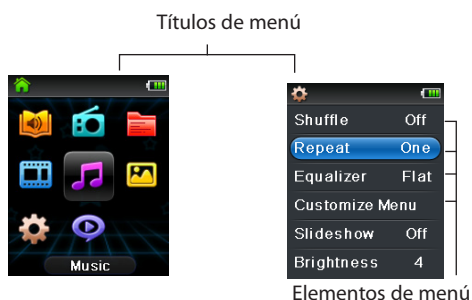 Títulos de menú
Music
Shuffle Off
Repeat One
Equalizer Flat
Customize Menu
Slideshow Off
Brightness 4
Elementos de menú